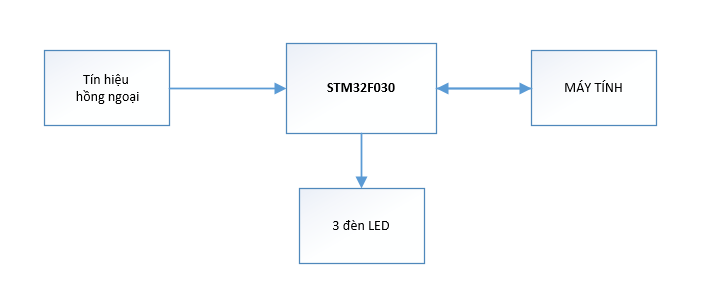 Tín hiệu
hồng ngoại
STM32F030
MÁY TÍNH
3 đèn LED